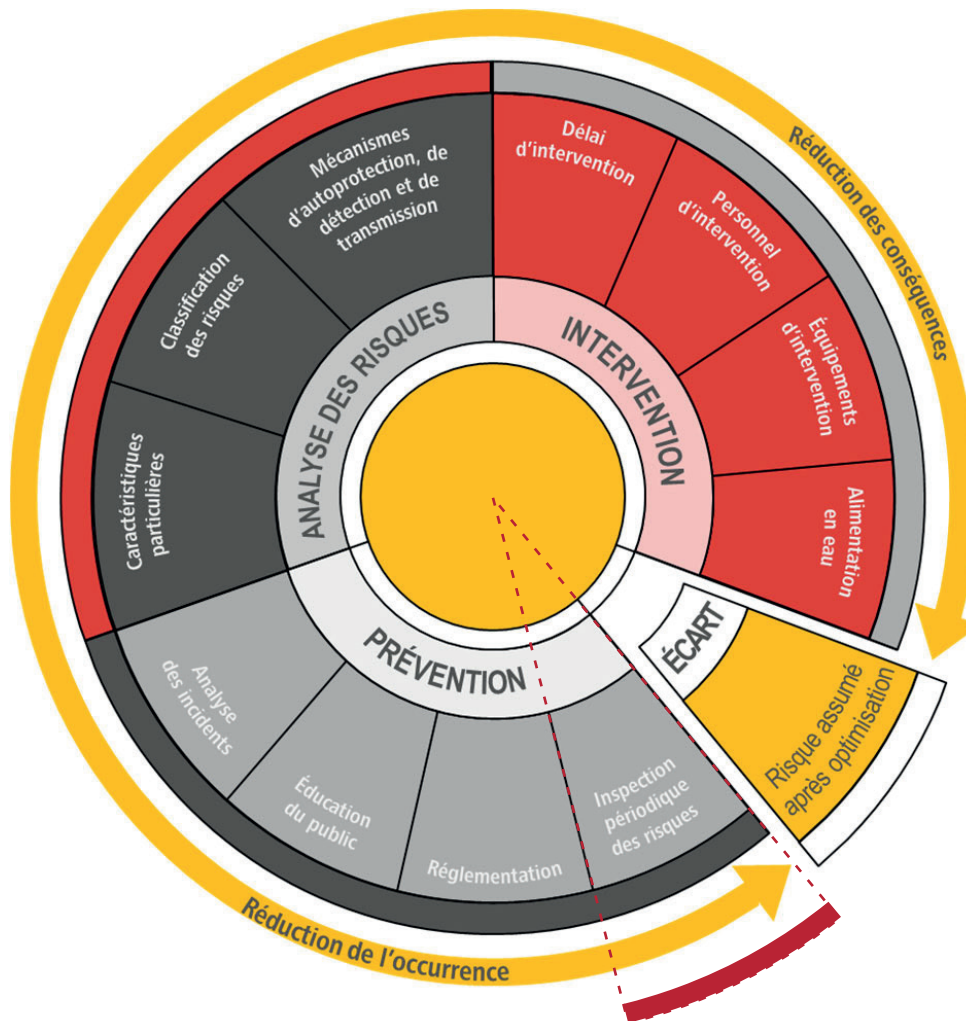 Réduction des conséquences
Mécanismes
d'autoprotection, de
détection et de
transmission
Classification
des risques
Caractéristiques
particulières
ANALYSE DES RISQUES
Délai
d'intervention
Personnel
d'intervention
Équipements
d'intervention
Alimentation
en eau
INTERVENTION
ÉCART
Risque assumé
après optimisation
PRÉVENTION
Analyse
des incidents
Éducation
du public
Réglementation
Inspection
périodique
des risques
Réduction de l'occurrence